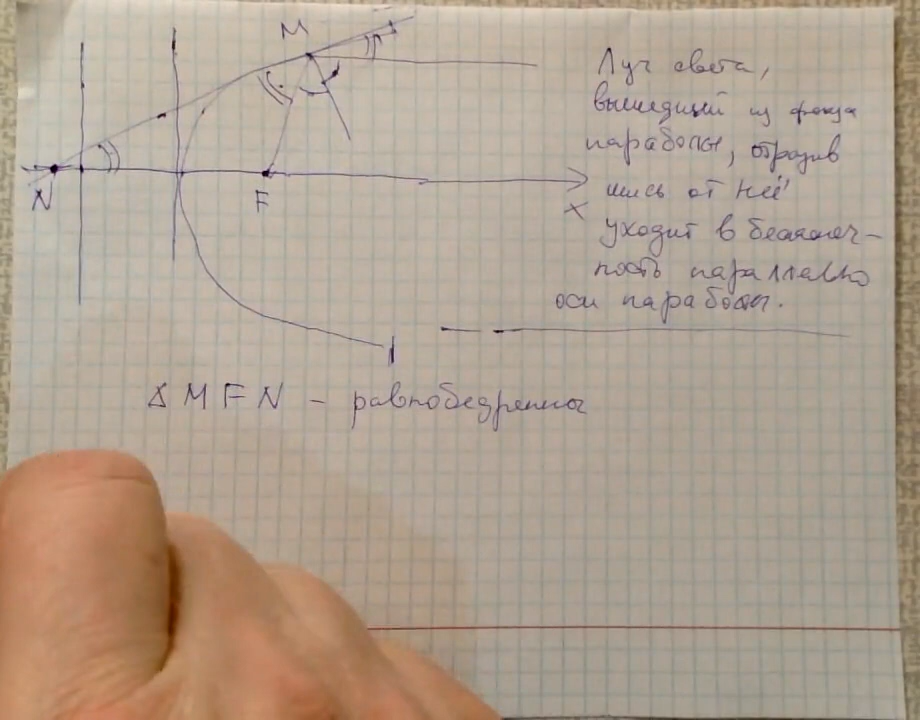 M
N
F
x
Луч света,
вышедший из фокуса
параболы, отразив
шись от неё
уходит в бесконеч-
ность параллельно
оси параболы.
Δ M F N - равнобедренный